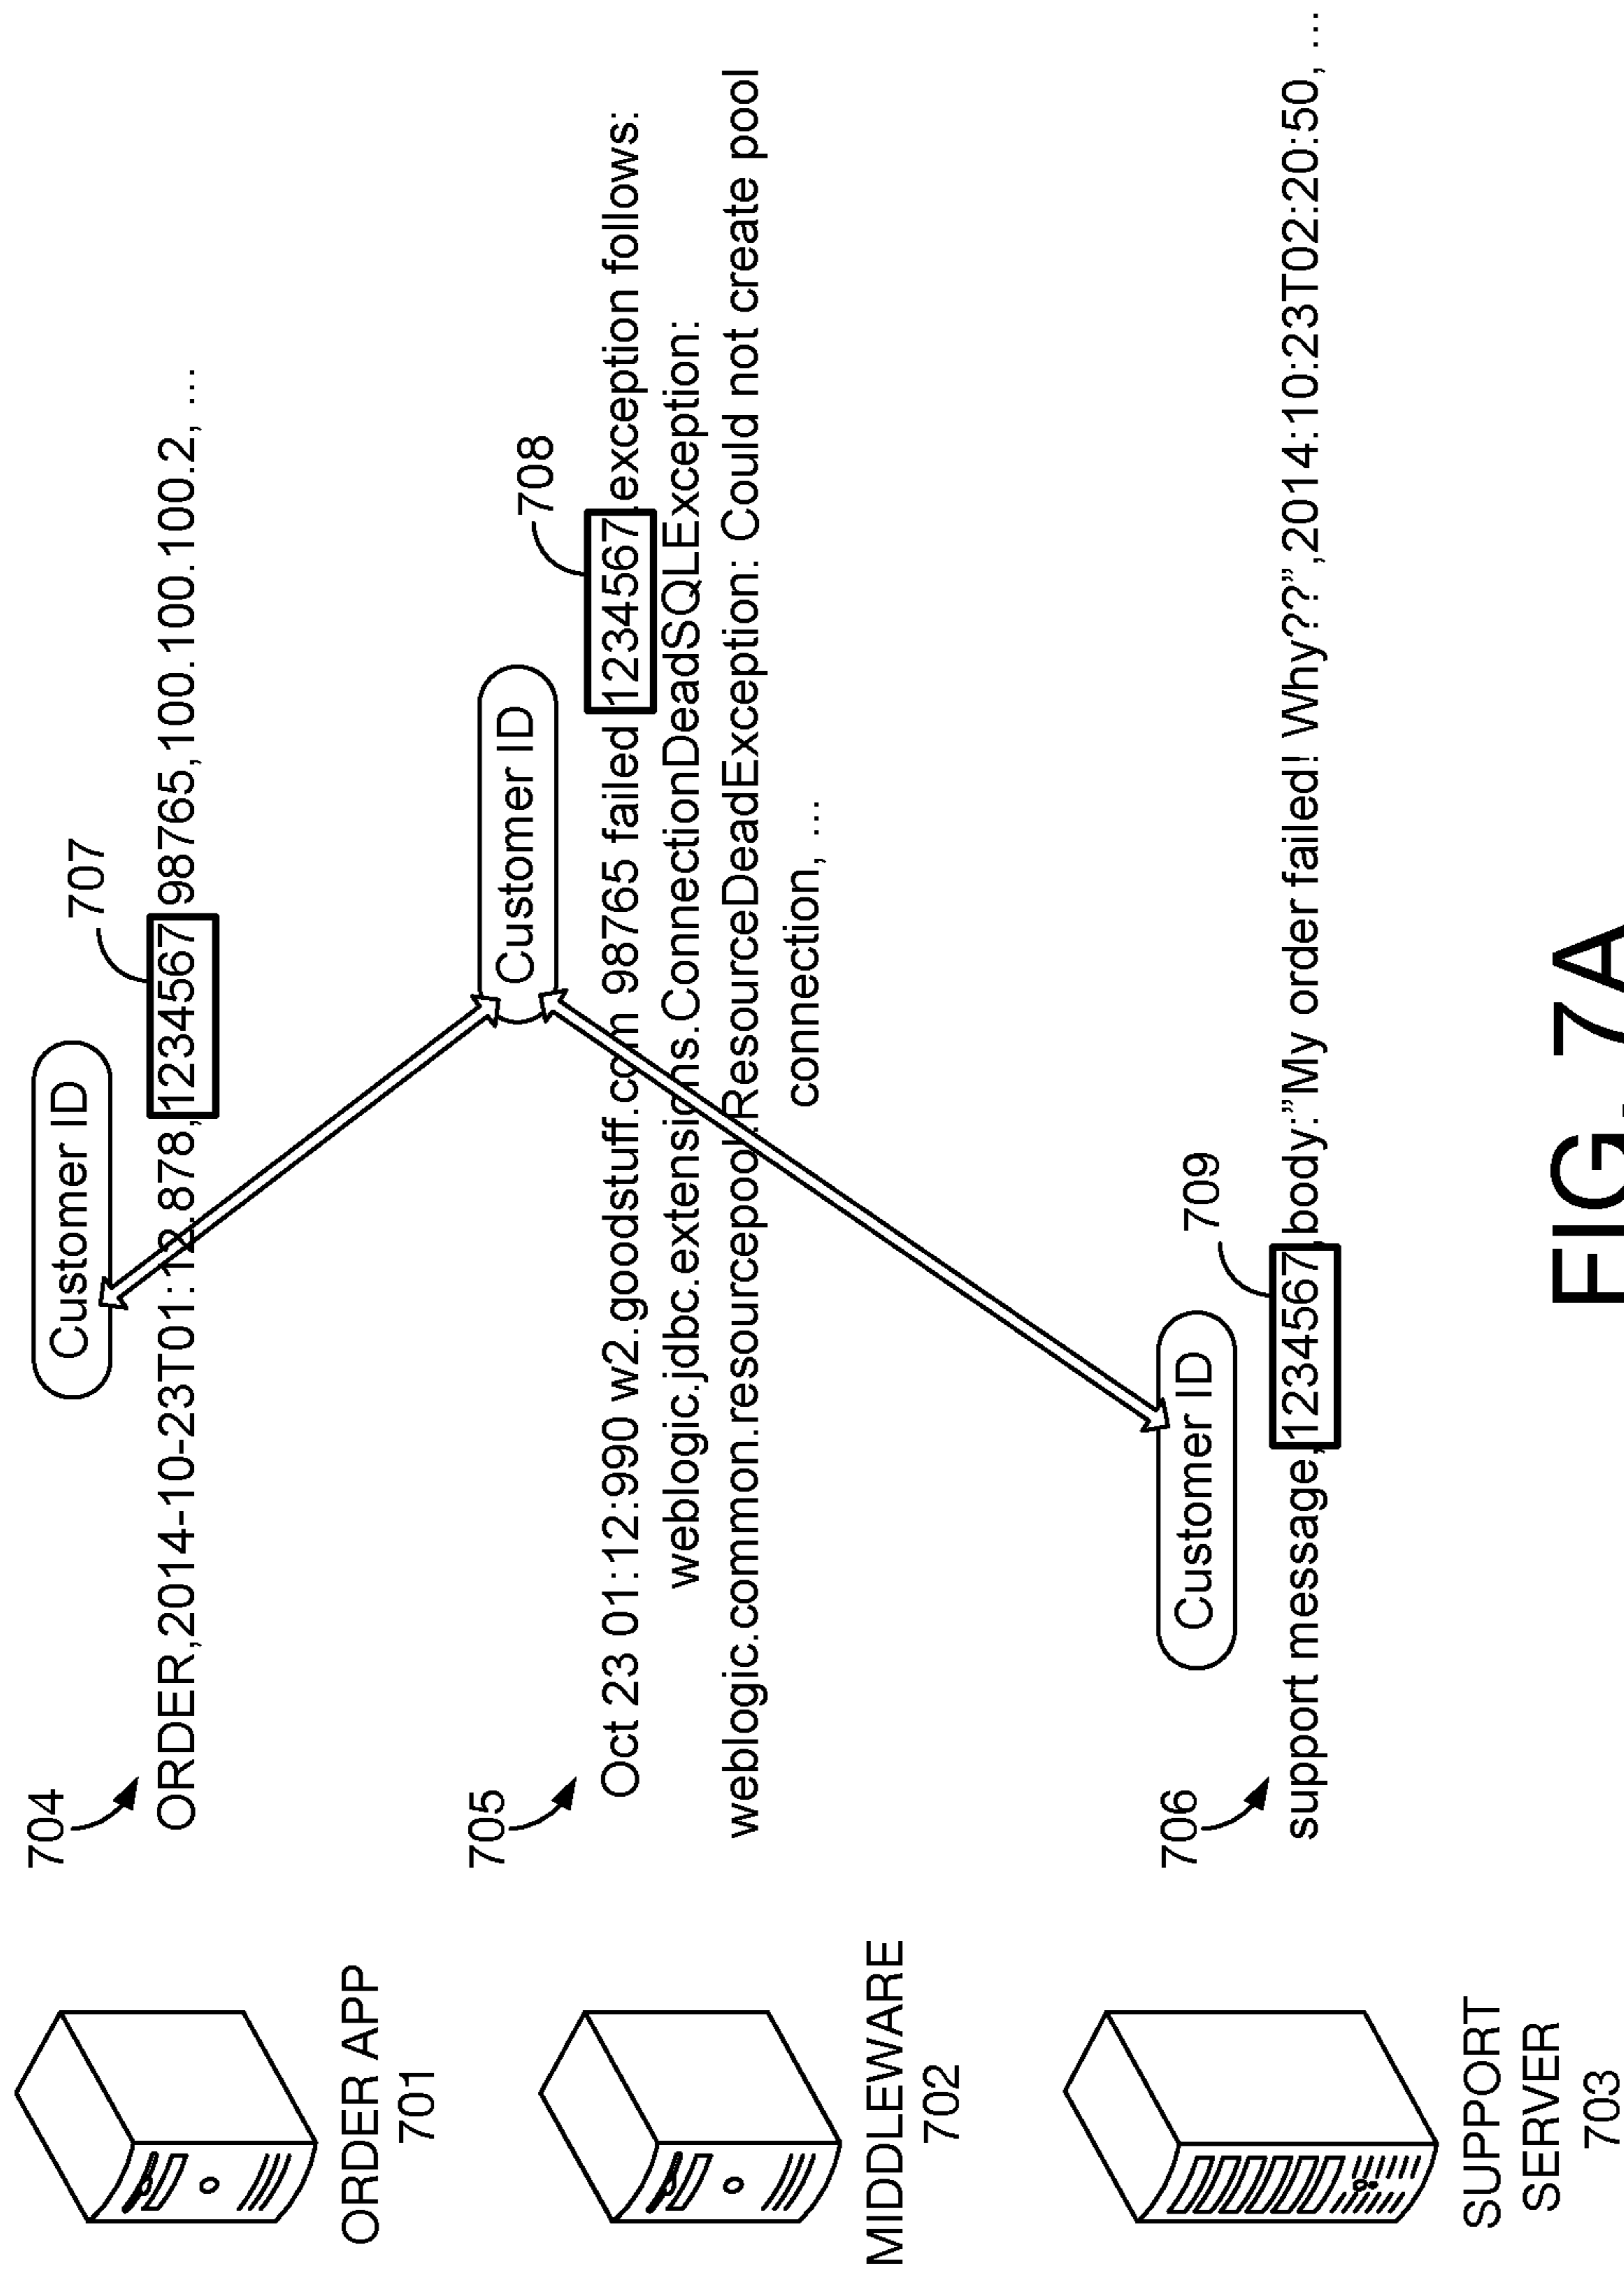 704
Customer ID
707
ORDER,2014-10-23T01:12.878,1234567 98765,100.100.100.2, …
ORDER APP
701
705
Customer ID
708
Oct 23 01:12:990 w2.goodstuff.com 98765 failed 1234567 exception follows:
weblogic.jdbc.extensions.ConnectionDeadSQLException:
weblogic.common.resourcepool.ResourceDeadException: Could not create pool
connection, …
MIDDLEWARE
702
706
Customer ID
709
support message,1234567,body:”My order failed! Why??”,2014:10:23T02:20:50, …
SUPPORT
SERVER
703
FIG. 7A